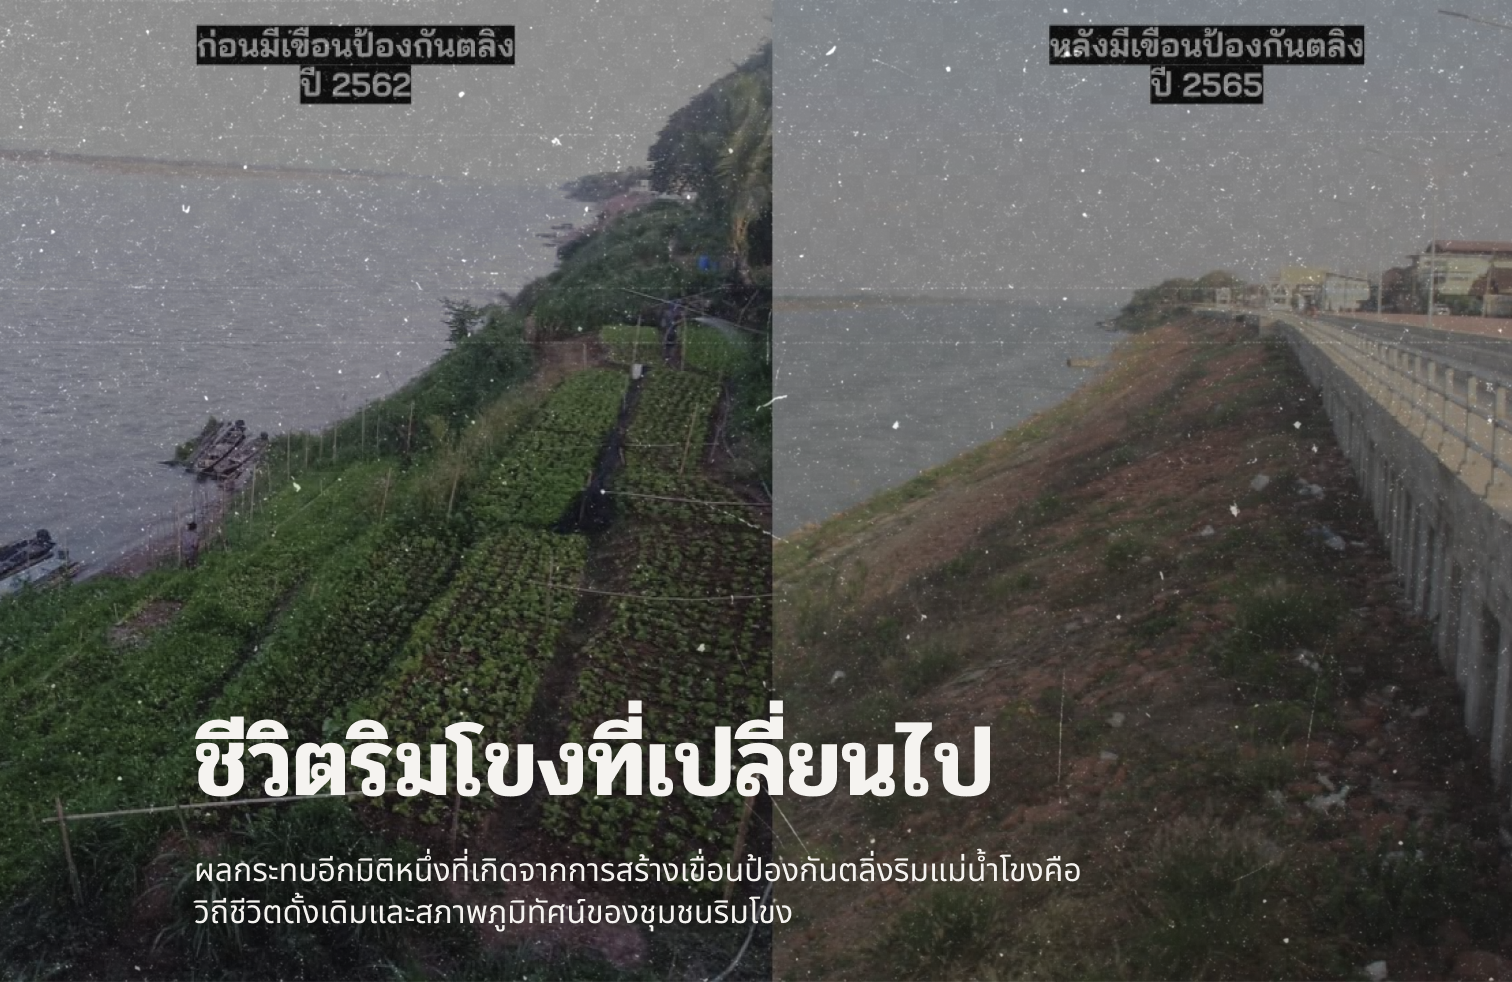 ก่อนมีเขื่อนป้องกันตลิง
ปี 2562
หลังมีเขื่อนป้องกันตลิง
ปี 2565
ชีวิตริมโขงที่เปลี่ยนไป
ผลกระทบอีกมิติหนึ่งที่เกิดจากการสร้างเขื่อนป้องกันตลิ่งริมแม่น้ำโขงคือ
วิถีชีวิตดั้งเดิมและสภาพภูมิทัศน์ของชุมชนริมโขง